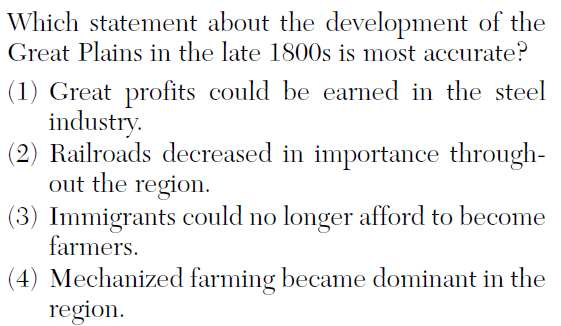 Which statement about the development of the
Great Plains in the late 1800s is most accurate?
(1) Great profits could be earned in the steel
industry.
(2) Railroads decreased in importance through-
out the region.
(3) Immigrants could no longer afford to become
farmers.
(4) Mechanized farming became dominant in the
region.